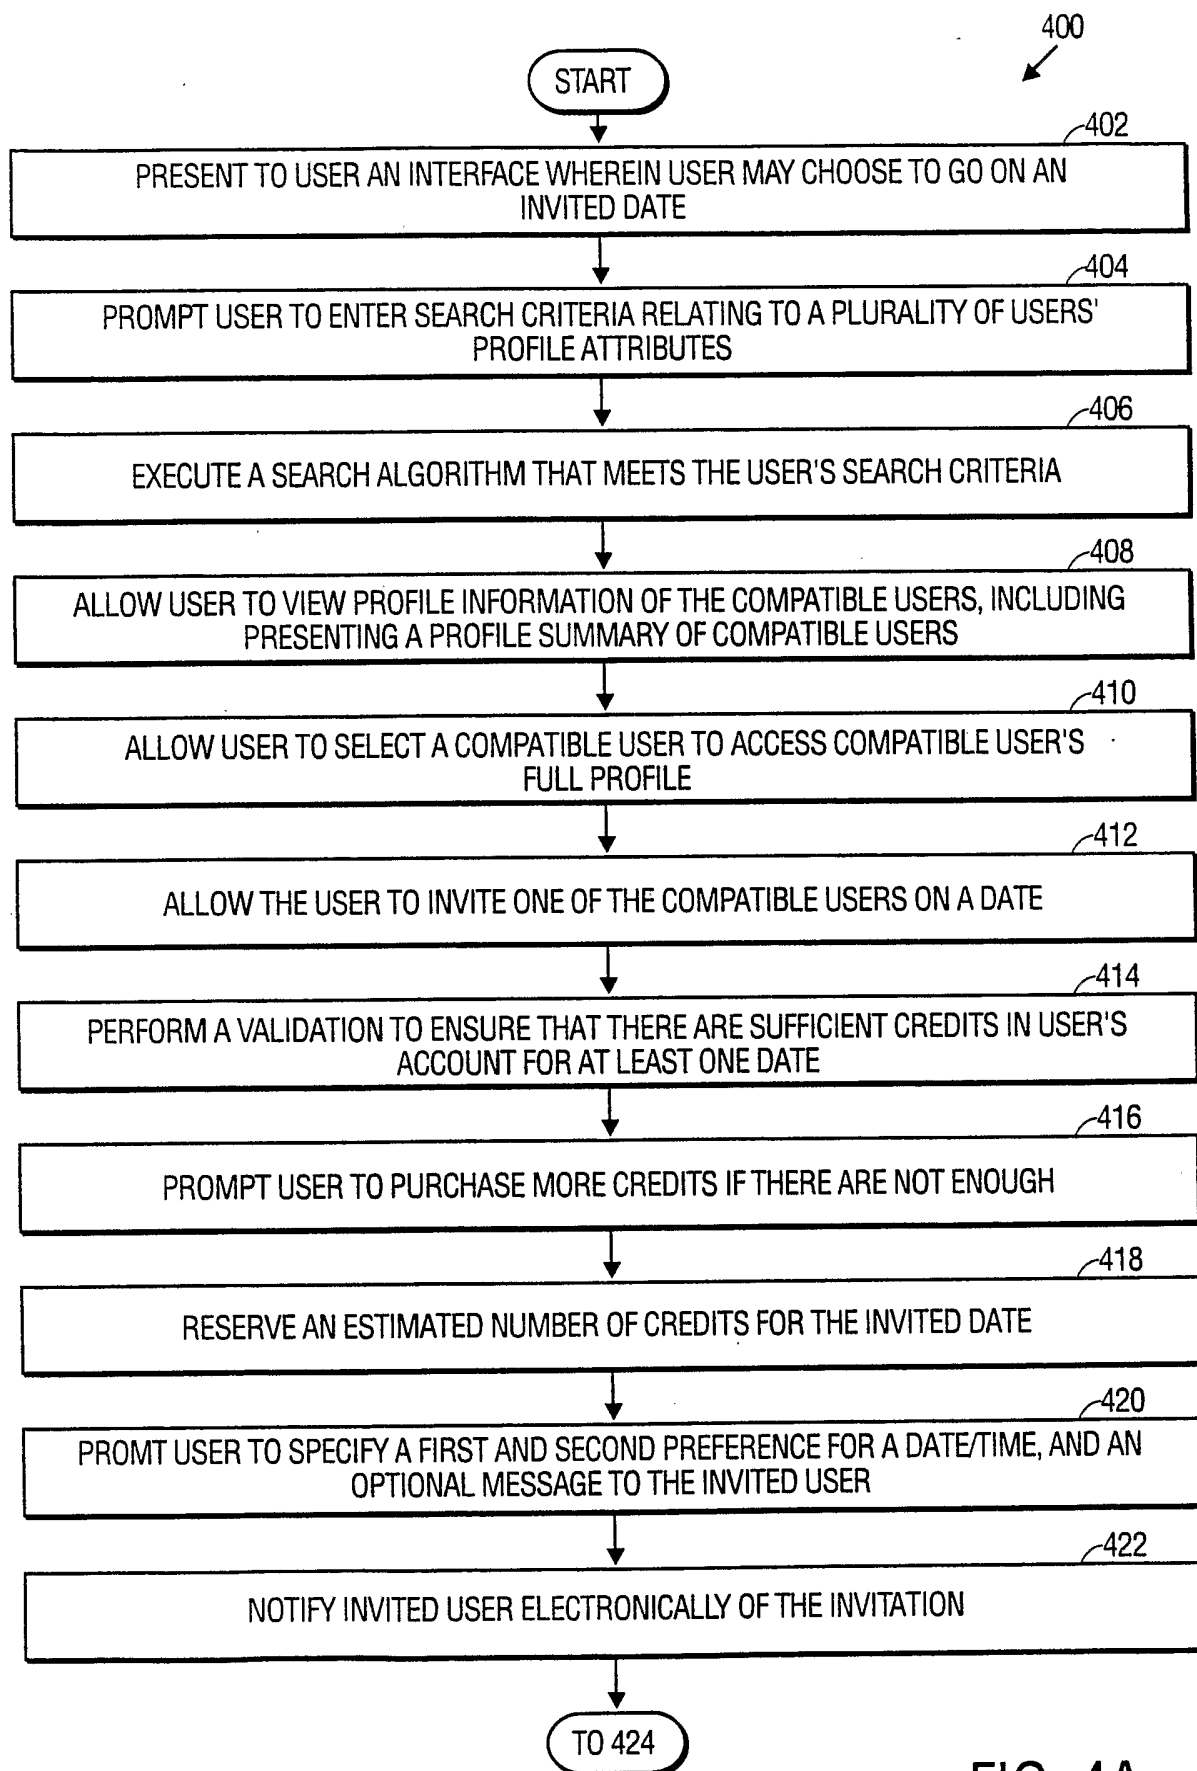 400
START
402
PRESENT TO USER AN INTERFACE WHEREIN USER MAY CHOOSE TO GO ON AN
INVITED DATE
404
PROMPT USER TO ENTER SEARCH CRITERIA RELATING TO A PLURALITY OF USERS'
PROFILE ATTRIBUTES
406
EXECUTE A SEARCH ALGORITHM THAT MEETS THE USER'S SEARCH CRITERIA
408
ALLOW USER TO VIEW PROFILE INFORMATION OF THE COMPATIBLE USERS, INCLUDING
PRESENTING A PROFILE SUMMARY OF COMPATIBLE USERS
410
ALLOW USER TO SELECT A COMPATIBLE USER TO ACCESS COMPATIBLE USER'S
FULL PROFILE
412
ALLOW THE USER TO INVITE ONE OF THE COMPATIBLE USERS ON A DATE
414
PERFORM A VALIDATION TO ENSURE THAT THERE ARE SUFFICIENT CREDITS IN USER'S
ACCOUNT FOR AT LEAST ONE DATE
416
PROMPT USER TO PURCHASE MORE CREDITS IF THERE ARE NOT ENOUGH
418
RESERVE AN ESTIMATED NUMBER OF CREDITS FOR THE INVITED DATE
420
PROMT USER TO SPECIFY A FIRST AND SECOND PREFERENCE FOR A DATE/TIME, AND AN
OPTIONAL MESSAGE TO THE INVITED USER
422
NOTIFY INVITED USER ELECTRONICALLY OF THE INVITATION
TO 424
FIG. 4A